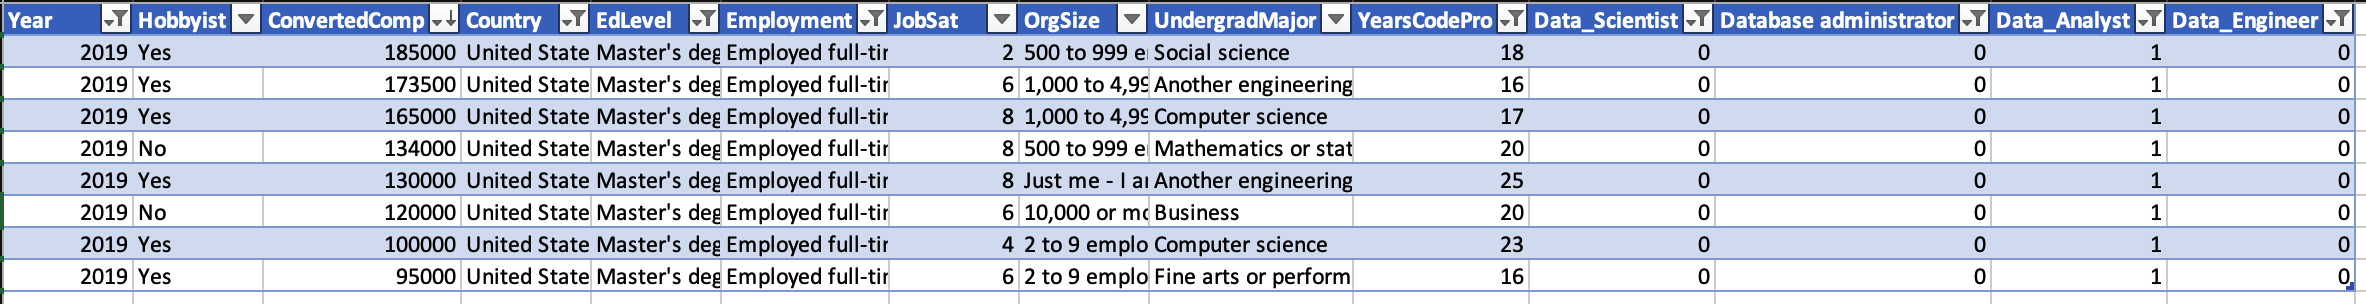 Year Hobbyist ConvertedComp Country EdLevel Employment JobSat OrgSize UndergradMajor YearsCodePro Data_Scientist Database administrator Data_Analyst Data_Engineer
2019 Yes 185000 United State Master's deg Employed full-tir 2 500 to 999 e Social science 18 0 0 1 0
2019 Yes 173500 United State Master's deg Employed full-tir 6 1,000 to 4,99 Another engineering 16 0 0 1 0
2019 Yes 165000 United State Master's deg Employed full-tir 8 1,000 to 4,99 Computer science 17 0 0 1 0
2019 No 134000 United State Master's deg Employed full-tir 8 500 to 999 e Mathematics or stat 20 0 0 1 0
2019 Yes 130000 United State Master's deg Employed full-tir 8 Just me - I a Another engineering 25 0 0 1 0
2019 No 120000 United State Master's deg Employed full-tir 6 10,000 or mo Business 20 0 0 1 0
2019 Yes 100000 United State Master's deg Employed full-tir 4 2 to 9 emplo Computer science 23 0 0 1 0
2019 Yes 95000 United State Master's deg Employed full-tir 6 2 to 9 emplo Fine arts or perform 16 0 0 1 0